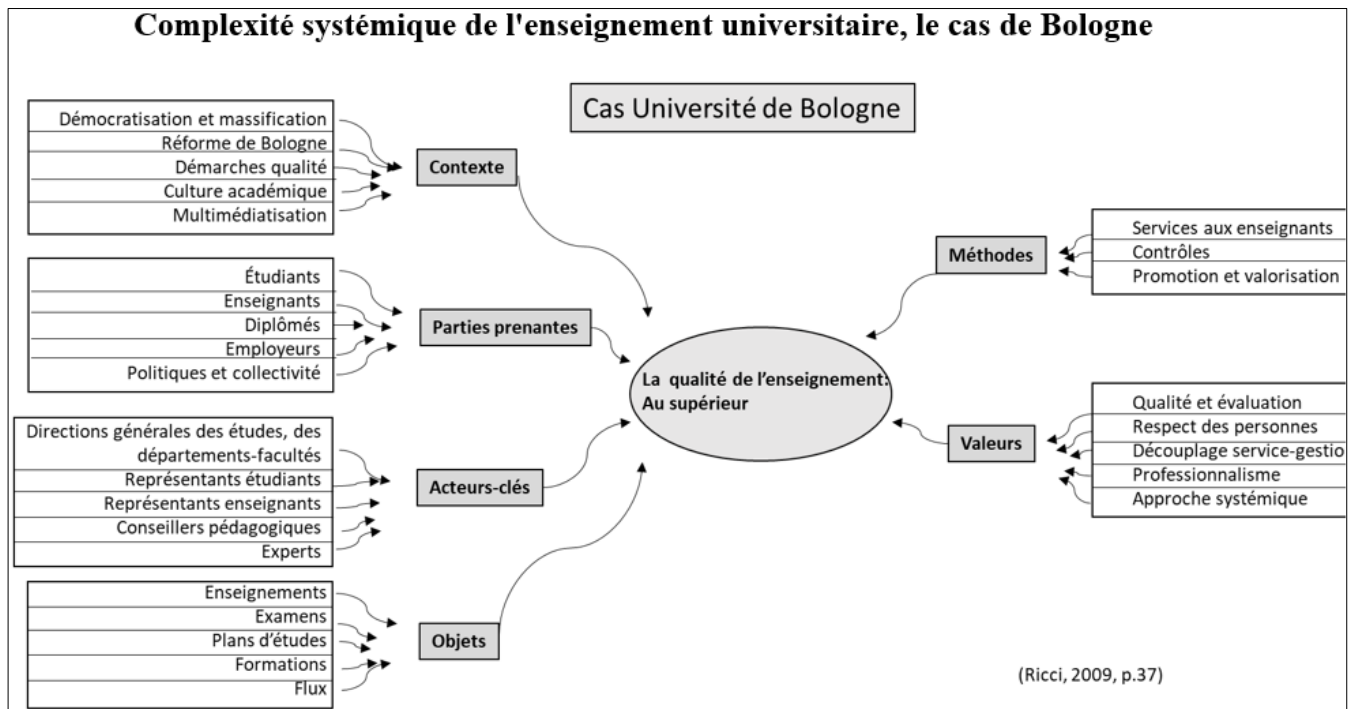 Complexité systémique de l'enseignement universitaire, le cas de Bologne
Cas Université de Bologne
Démocratisation et massification
Réforme de Bologne
Démarches qualité
Culture académique
Multimédiatisation
Contexte
Étudiants
Enseignants
Diplômés
Employeurs
Politiques et collectivité
Parties prenantes
Directions générales des études, des
départements-facultés
Représentants étudiants
Représentants enseignants
Conseillers pédagogiques
Experts
Acteurs-clés
Enseignements
Examens
Plans d'études
Formations
Flux
Objets
La qualité de l'enseignement:
Au supérieur
Méthodes
Services aux enseignants
Contrôles
Promotion et valorisation
Valeurs
Qualité et évaluation
Respect des personnes
Découplage service-gestio
Professionnalisme
Approche systémique
(Ricci, 2009, p.37)